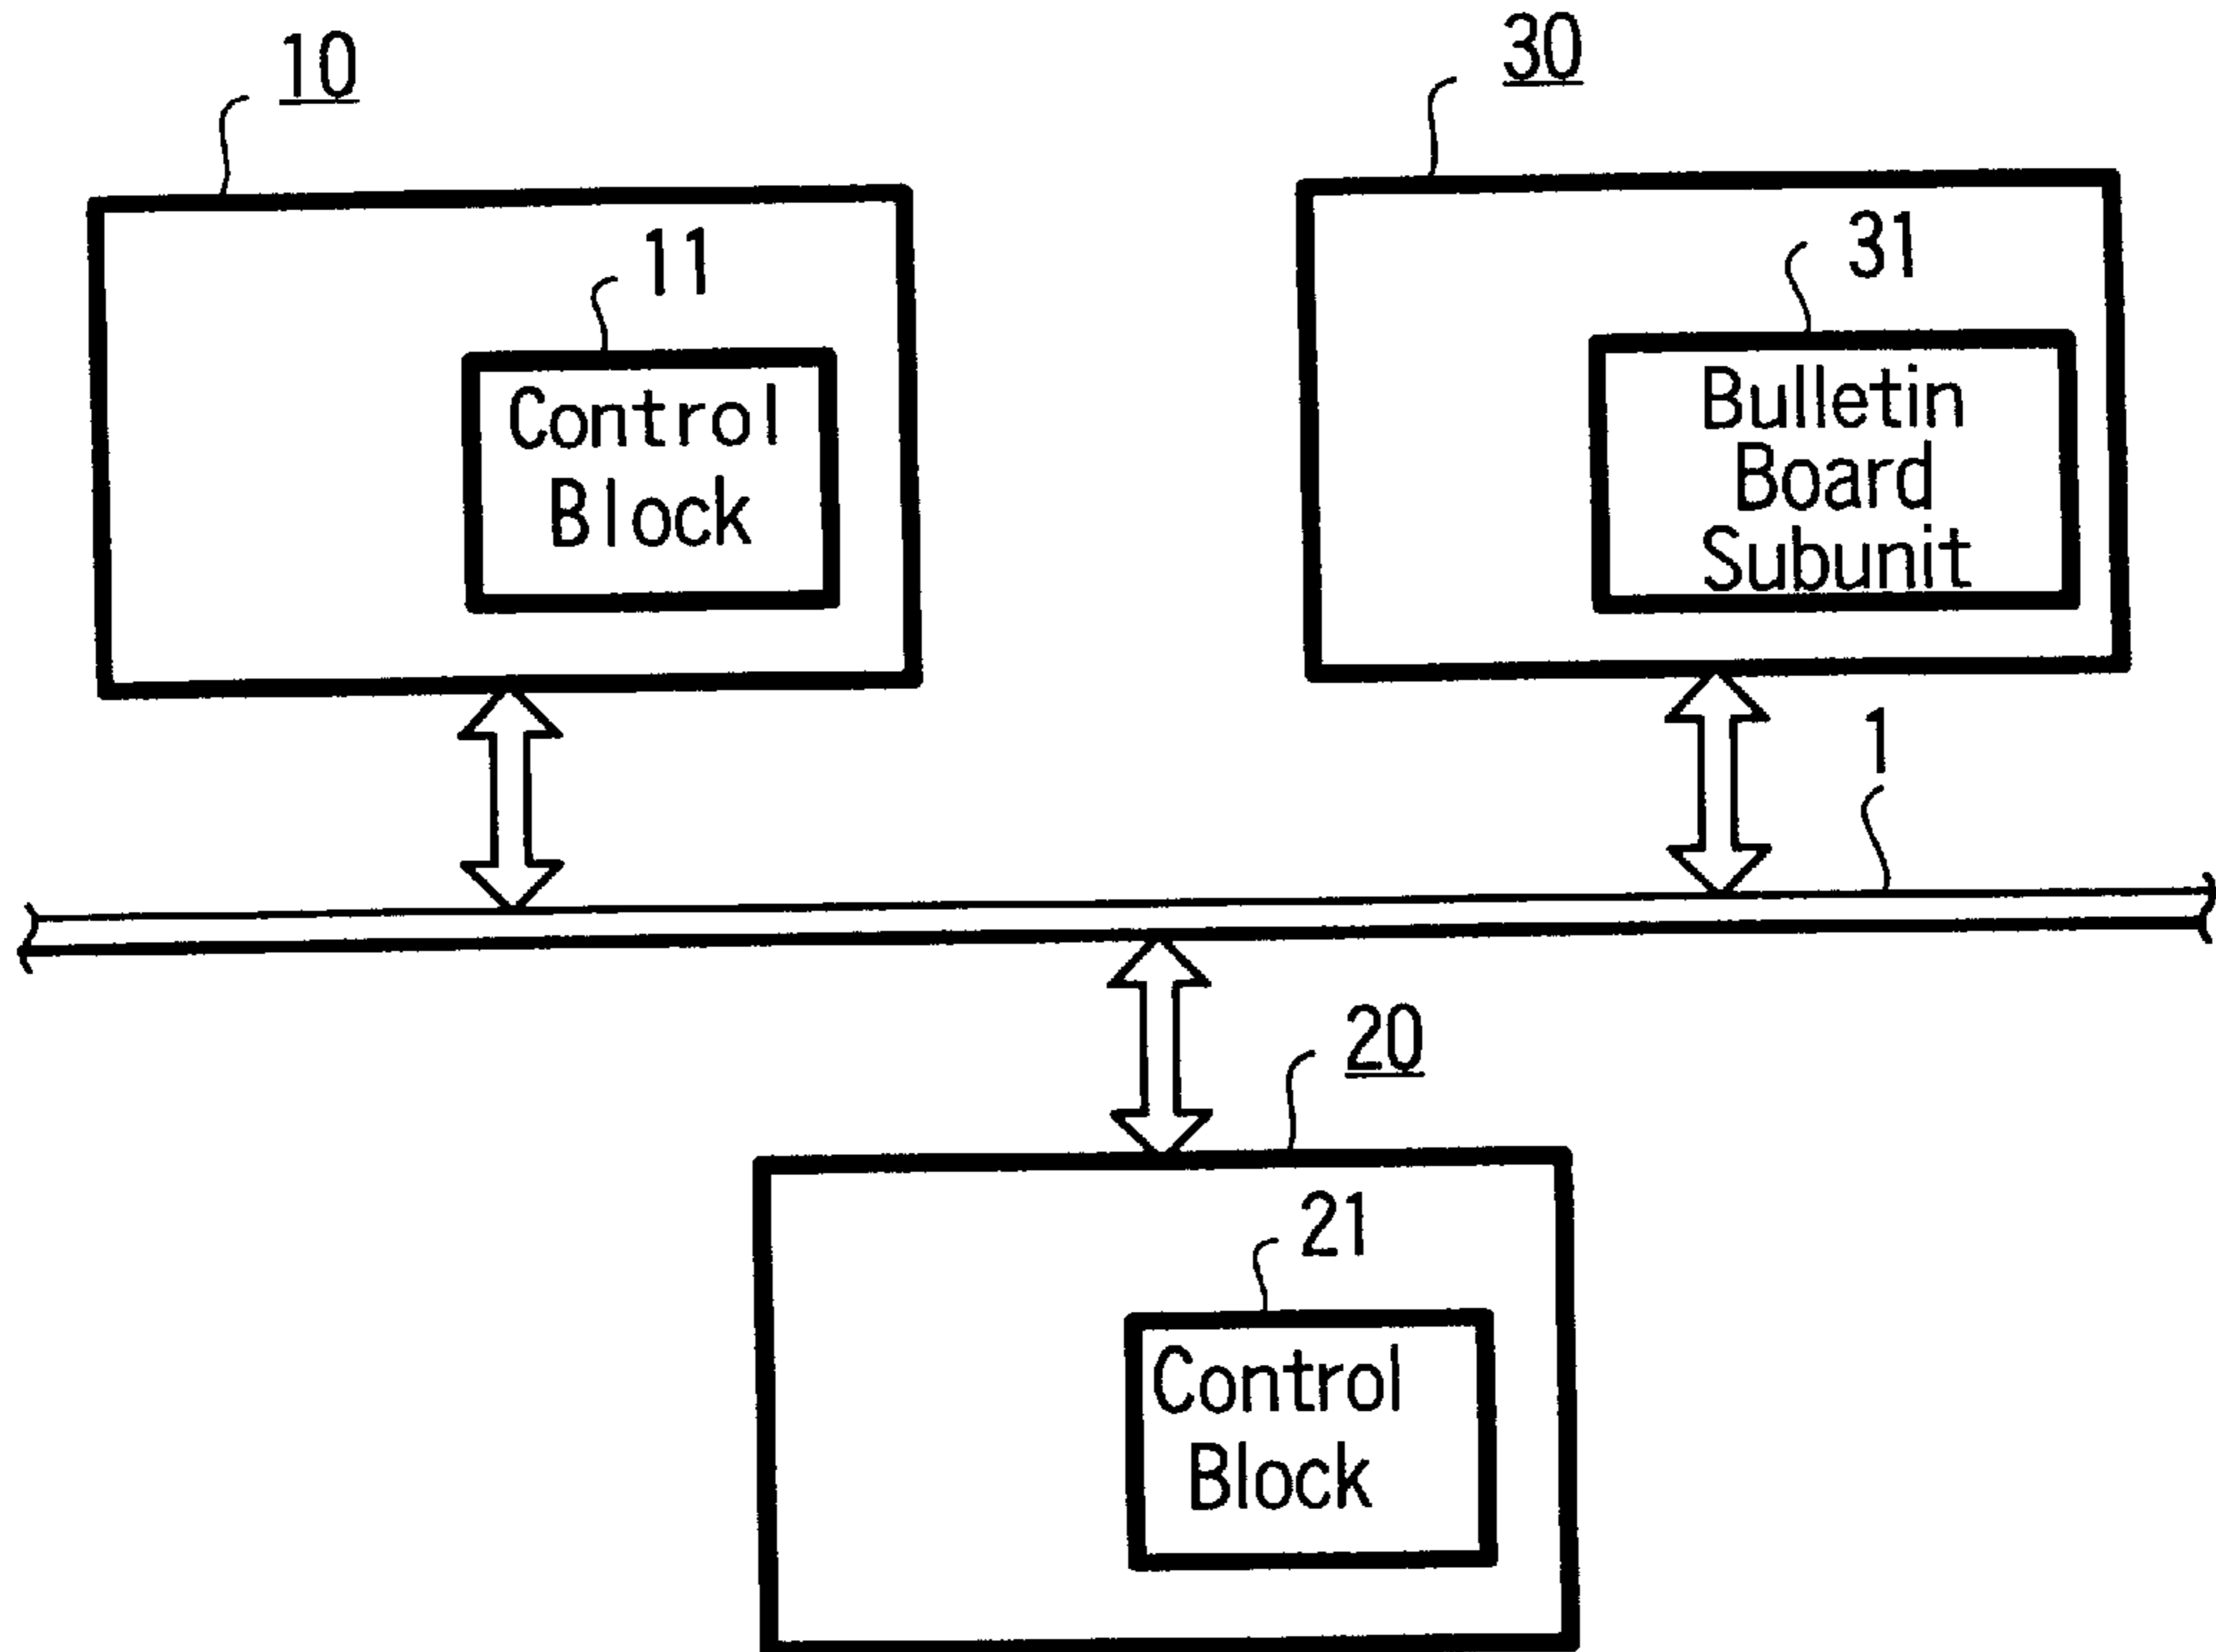 10
30
11
31
Control
Block
Bulletin
Board
Subunit
1
20
21
Control
Block